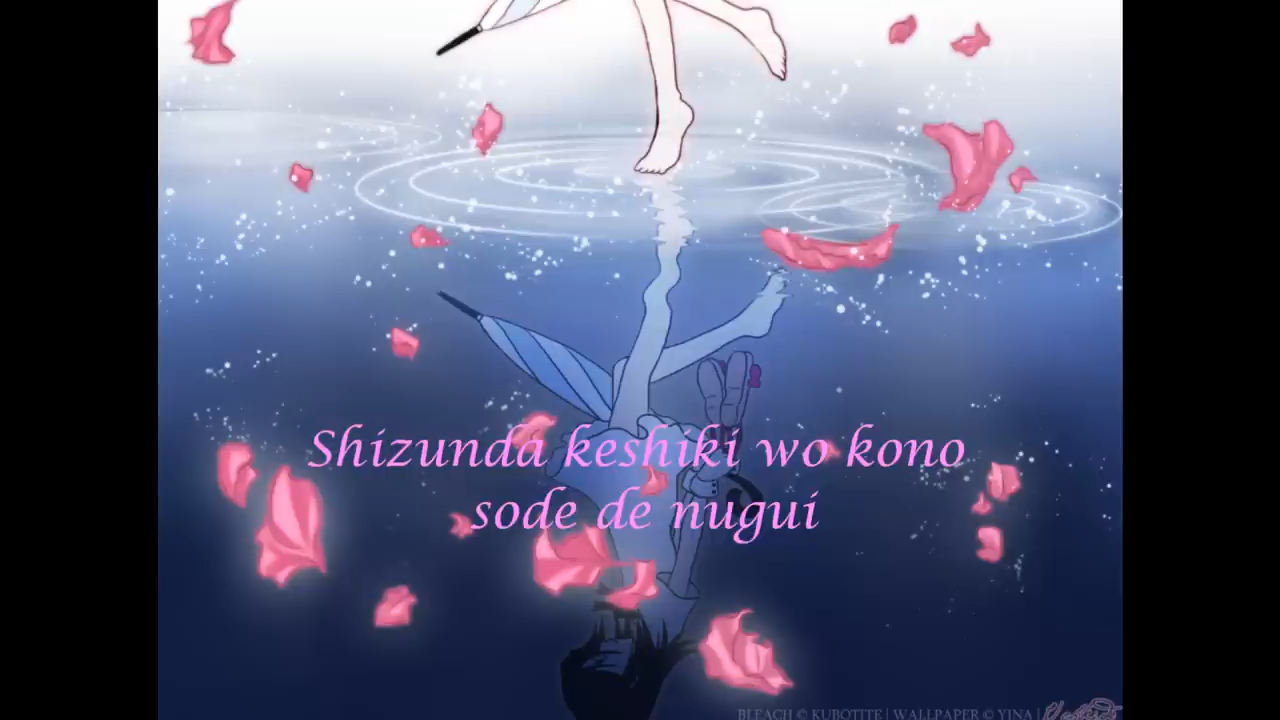 Shizunda keshiki wo kono
sode de nugui
BLEACH © KUBOTITE | WALLPAPER © YINA |